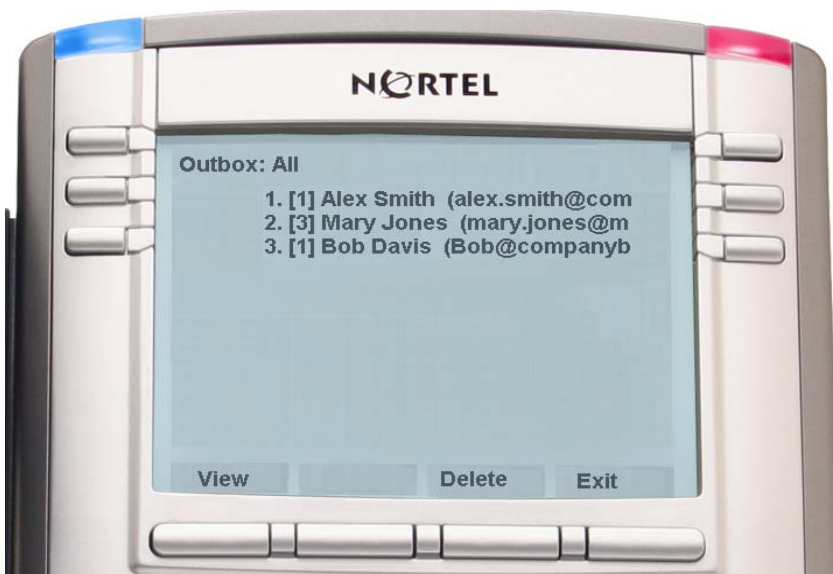 NORTEL
Outbox: All
1. [1] Alex Smith (alex.smith@com
2. [3] Mary Jones (mary.jones@m
3. [1] Bob Davis (Bob@companyb
View Delete Exit